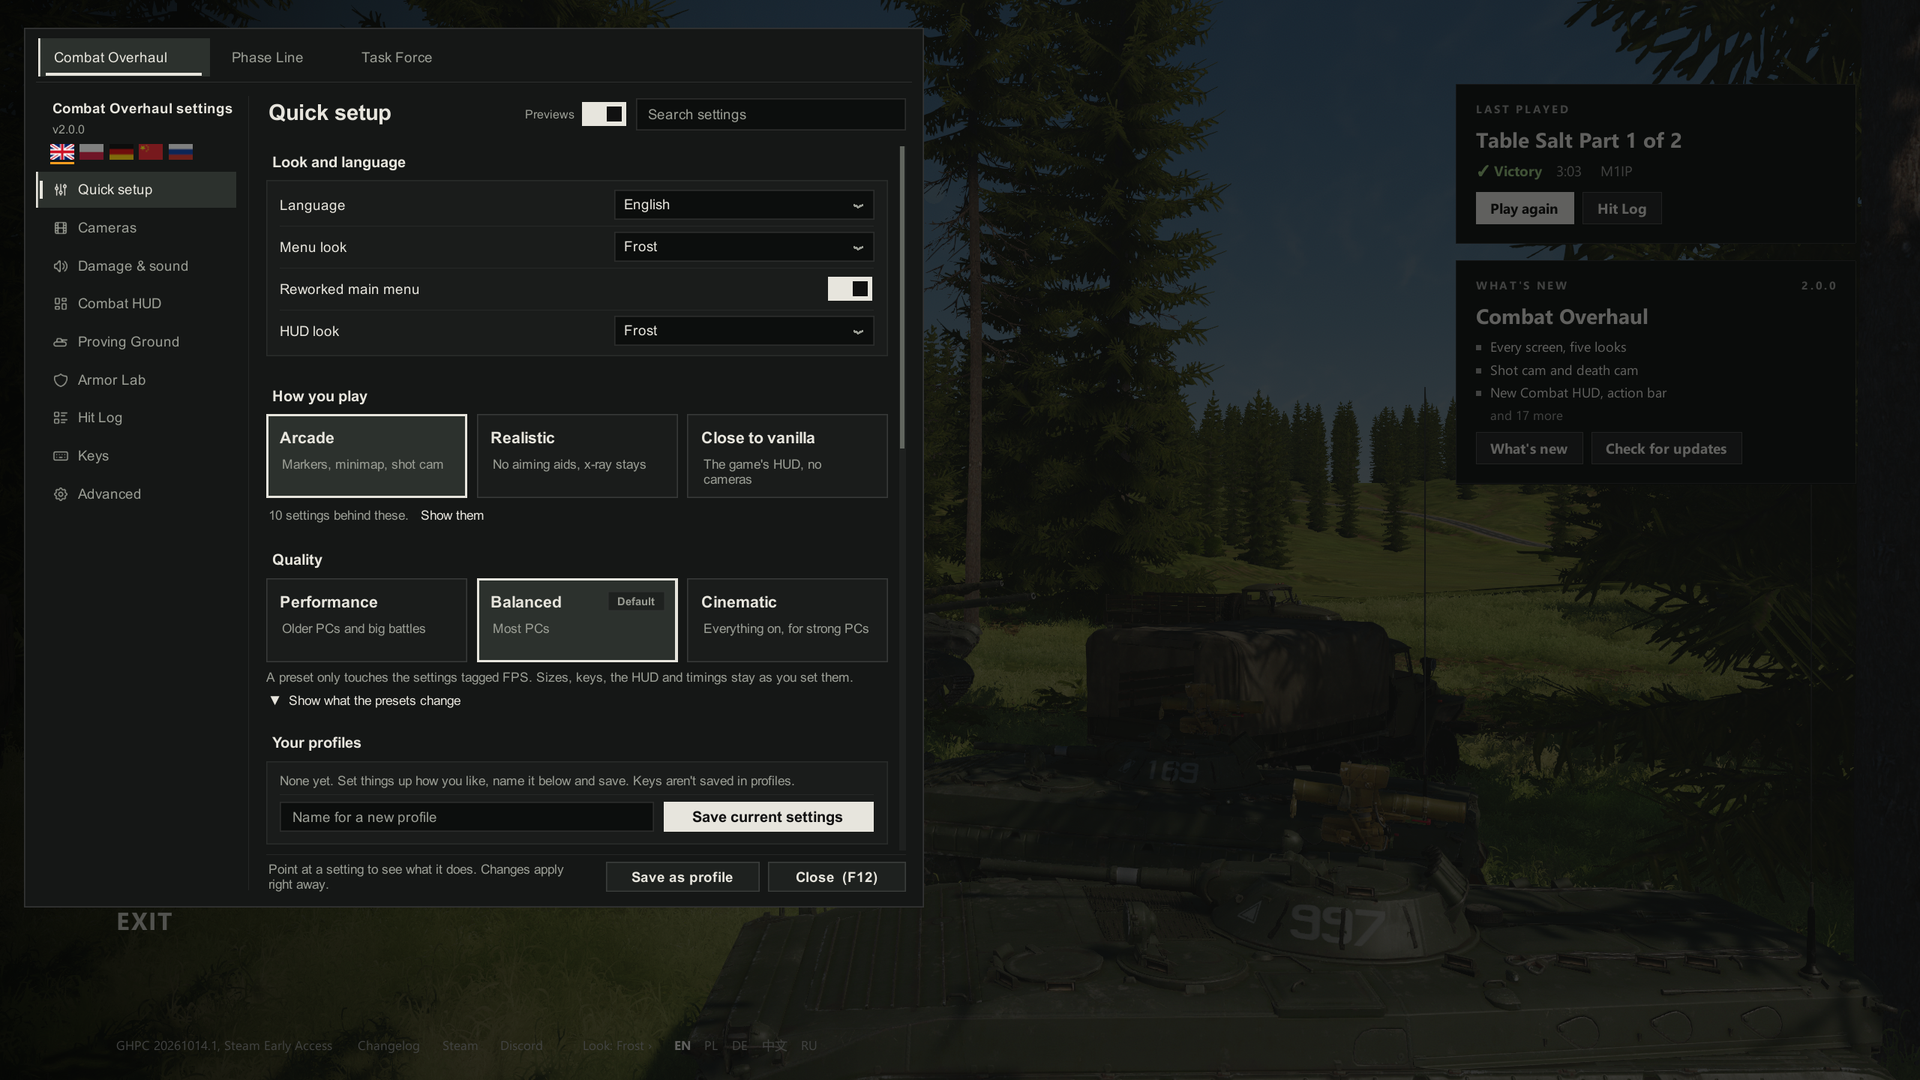 Combat Overhaul
Phase Line
Task Force
Combat Overhaul settings
v2.0.0
Quick setup
Cameras
Damage & sound
Combat HUD
Proving Ground
Armor Lab
Hit Log
Keys
Advanced
Quick setup
Previews
Search settings
Look and language
Language
English
Menu look
Frost
Reworked main menu
HUD look
Frost
How you play
Arcade
Markers, minimap, shot cam
Realistic
No aiming aids, x-ray stays
Close to vanilla
The game's HUD, no
cameras
10 settings behind these. Show them
Quality
Performance
Older PCs and big battles
Balanced
Default
Most PCs
Cinematic
Everything on, for strong PCs
A preset only touches the settings tagged FPS. Sizes, keys, the HUD and timings stay as you set them.
▼ Show what the presets change
Your profiles
None yet. Set things up how you like, name it below and save. Keys aren't saved in profiles.
Name for a new profile
Save current settings
Point at a setting to see what it does. Changes apply
right away.
Save as profile
Close (F12)
LAST PLAYED
Table Salt Part 1 of 2
✓ Victory 3:03 M1IP
Play again
Hit Log
WHAT'S NEW
2.0.0
Combat Overhaul
Every screen, five looks
Shot cam and death cam
New Combat HUD, action bar
and 17 more
What's new
Check for updates
169
997
EXIT
GHPC 20261014.1, Steam Early Access
Changelog
Steam
Discord
Look: Frost ›
EN PL DE 中文 RU